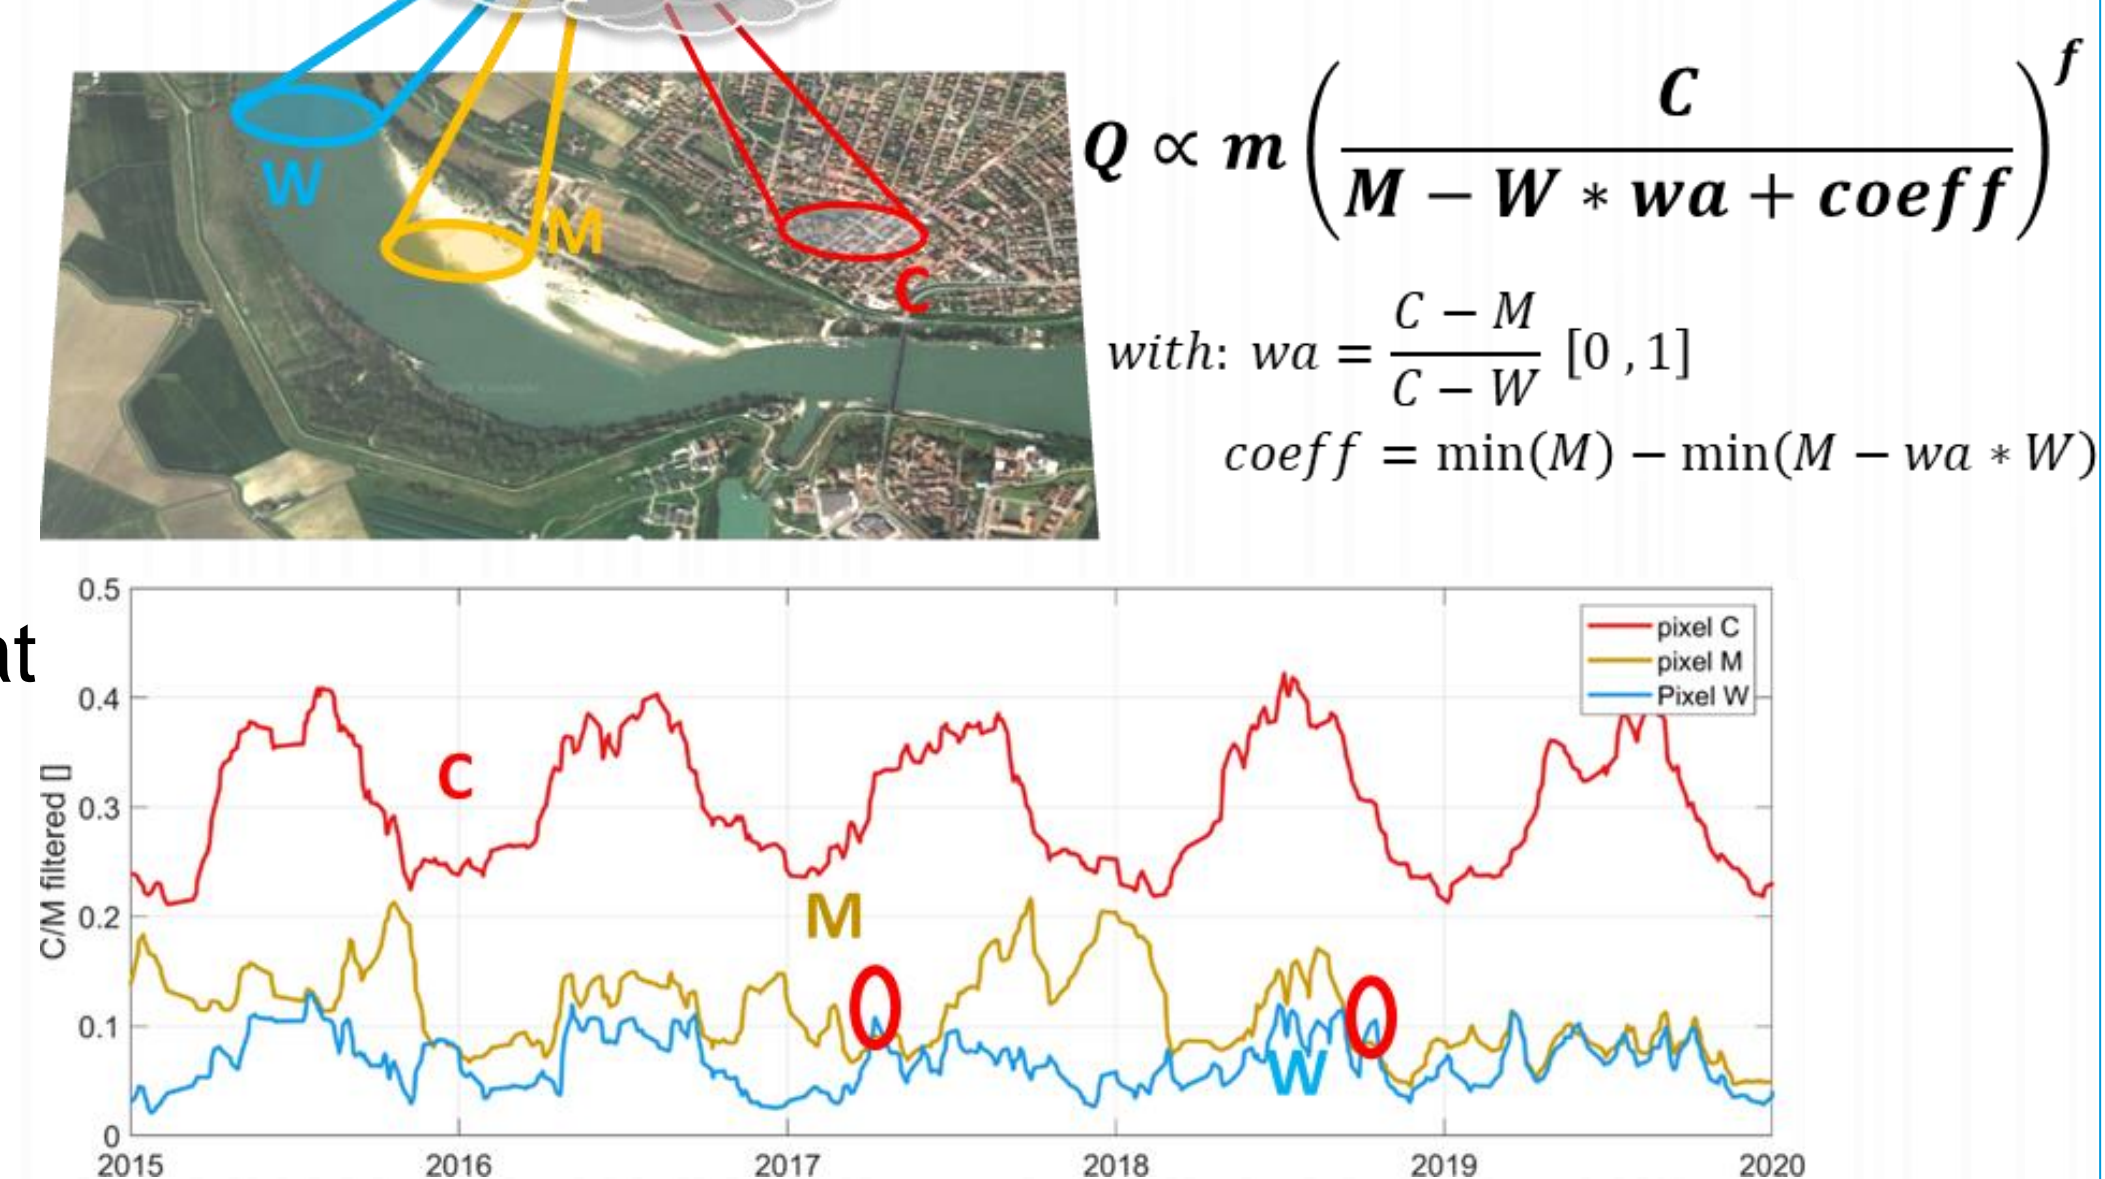 W
M
C
Q ∝ m (C / (M − W * wa + coeff))^f
with: wa = (C − M) / (C − W) [0 , 1]
coeff = min(M) − min(M − wa * W)
at
C/M filtered []
0.5
0.4
0.3
0.2
0.1
0
pixel C
pixel M
Pixel W
C
M
W
2015 2016 2017 2018 2019 2020